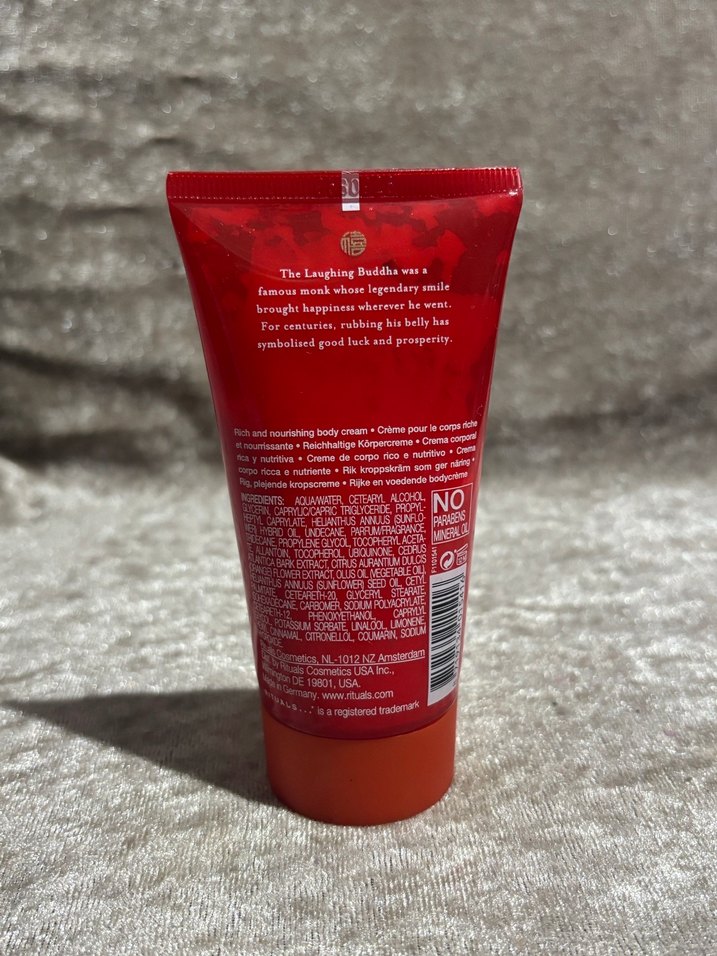 The Laughing Buddha was a
famous monk whose legendary smile
brought happiness wherever he went.
For centuries, rubbing his belly has
symbolised good luck and prosperity.
Rich and nourishing body cream • Crème pour le corps riche
et nourrissante • Reichhaltige Körpercreme • Crema corporal
rica y nutritiva • Creme de corpo rico e nutritivo • Crema
corpo ricca e nutriente • Rik kroppskräm som ger näring •
Rig, plejende kropscreme • Rijke en voedende bodycrème
INGREDIENTS: AQUA/WATER, CETEARYL ALCOHOL,
GLYCERIN, CAPRYLIC/CAPRIC TRIGLYCERIDE, PROPYL-
HEPTYL CAPRYLATE, HELIANTHUS ANNUUS (SUNFLO-
WER) HYBRID OIL, UNDECANE, PARFUM/FRAGRANCE,
PROPYLENE GLYCOL, TOCOPHERYL ACETA-
ALLANTOIN, TOCOPHEROL, UBIQUINONE, CEDRUS
BARK EXTRACT, CITRUS AURANTIUM DULCIS
FLOWER EXTRACT, OLUS OIL (VEGETABLE OIL),
ANNUUS (SUNFLOWER) SEED OIL, CETYL
CETEARETH-20, GLYCERYL STEARATE,
CARBOMER, SODIUM POLYACRYLATE,
PHENOXYETHANOL, CAPRYLYL
POTASSIUM SORBATE, LINALOOL, LIMONENE,
CINNAMAL, CITRONELLOL, COUMARIN, SODIUM
NO
PARABENS
MINERAL OIL
Cosmetics, NL-1012 NZ Amsterdam
by Rituals Cosmetics USA Inc.,
DE 19801, USA.
in Germany. www.rituals.com
is a registered trademark